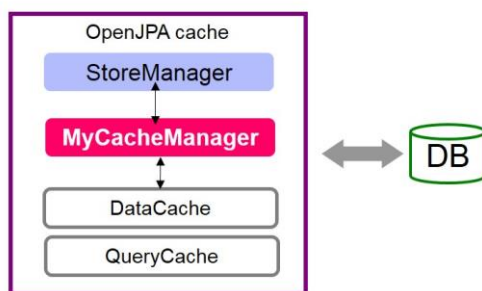 OpenJPA cache
StoreManager
MyCacheManager
DataCache
QueryCache
DB